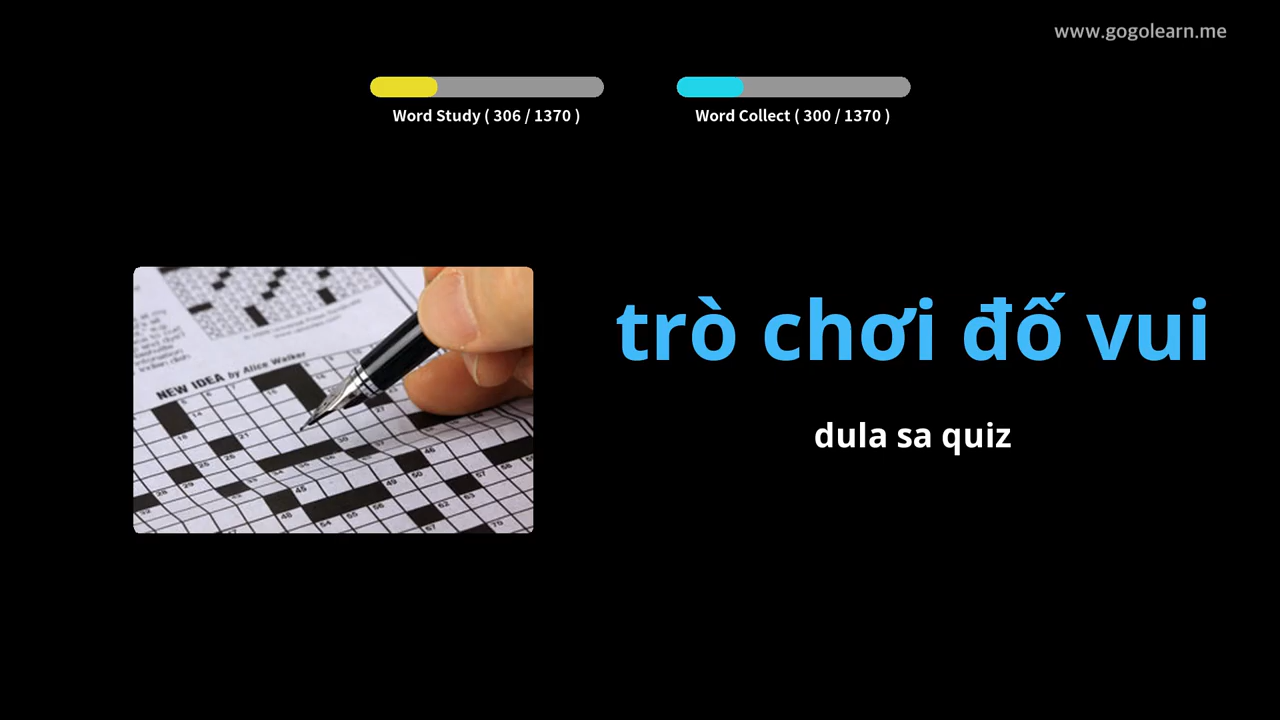 www.gogolearn.me
Word Study ( 306 / 1370 )
Word Collect ( 300 / 1370 )
NEW IDEA by Alice Walker
trò chơi đố vui
dula sa quiz